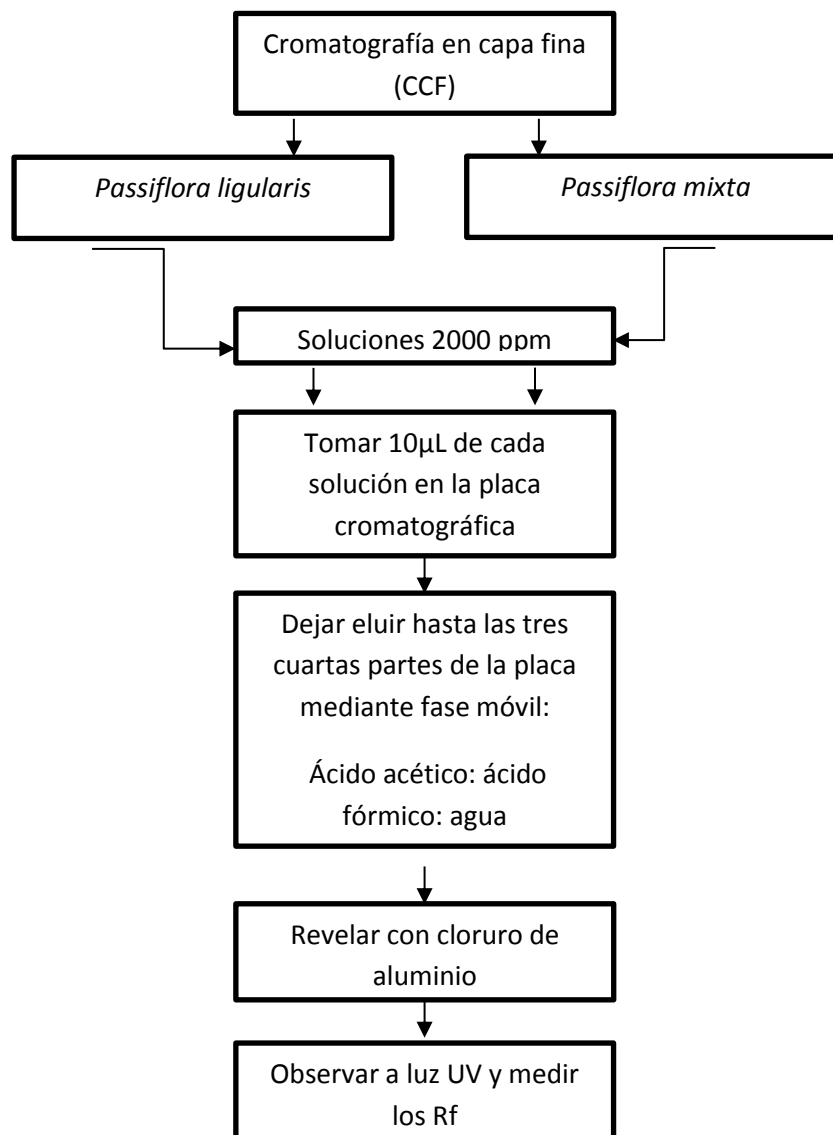 Cromatografía en capa fina
(CCF)
Passiflora ligularis
Passiflora mixta
Soluciones 2000 ppm
Tomar 10µL de cada
solución en la placa
cromatográfica
Dejar eluir hasta las tres
cuartas partes de la placa
mediante fase móvil:
Ácido acético: ácido
fórmico: agua
Revelar con cloruro de
aluminio
Observar a luz UV y medir
los Rf